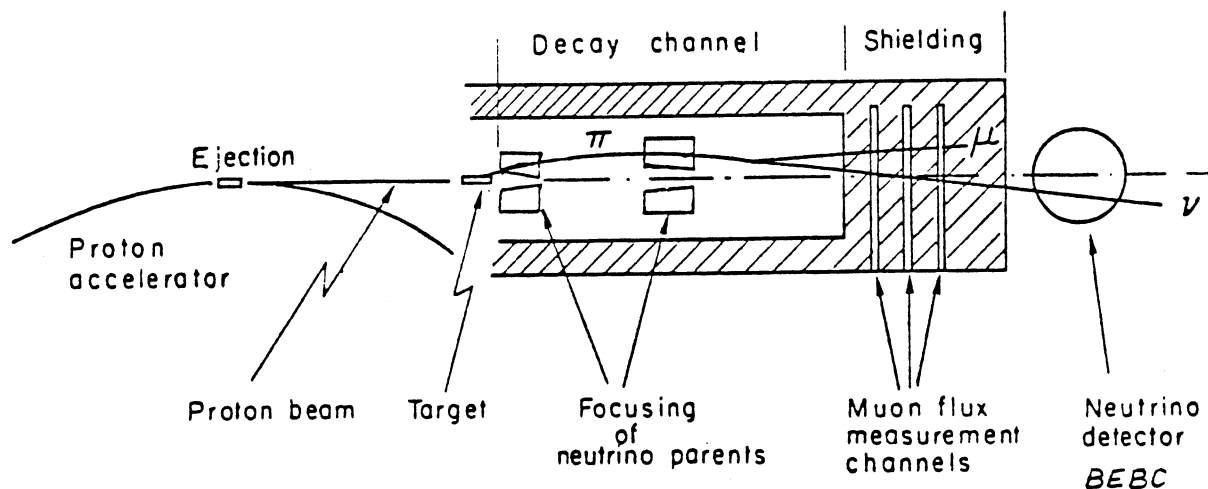 Decay channel
Shielding
π
μ
Ejection
ν
Proton
accelerator
Proton beam
Target
Focusing
of
neutrino parents
Muon flux
measurement
channels
Neutrino
detector
BEBC